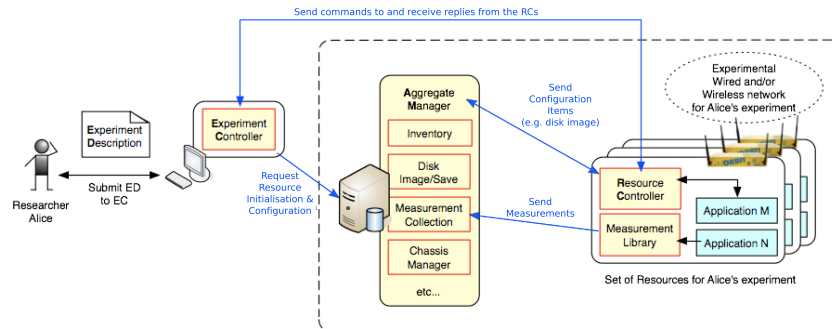 Send commands to and receive replies from the RCs
Experimental
Wired and/or
Wireless network
for Alice's experiment
Aggregate
Manager
Send
Configuration
Items
(e.g. disk image)
Experiment
Description
Experiment
Controller
Inventory
ORBIT
Disk
Image/Save
Request
Resource
Initialisation &
Configuration
Submit ED
to EC
Researcher
Alice
Resource
Controller
Application M
Measurement
Collection
Send
Measurements
Measurement
Library
Application N
Chassis
Manager
etc...
Set of Resources for Alice's experiment